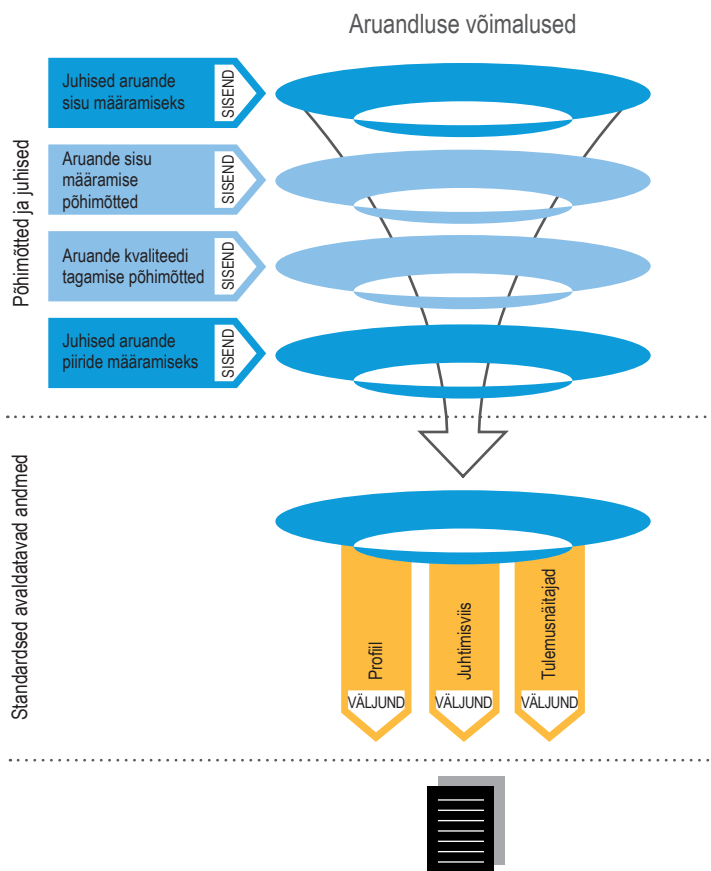 Aruandluse võimalused
Põhimõtted ja juhised
Juhised aruande
sisu määramiseks
SISEND
Aruande sisu
määramise
põhimõtted
SISEND
Aruande kvaliteedi
tagamise põhimõtted
SISEND
Juhised aruande
piiride määramiseks
SISEND
Standardsed avaldatavad andmed
Profiil
VÄLJUND
Juhtimisviis
VÄLJUND
Tulemusnäitajad
VÄLJUND